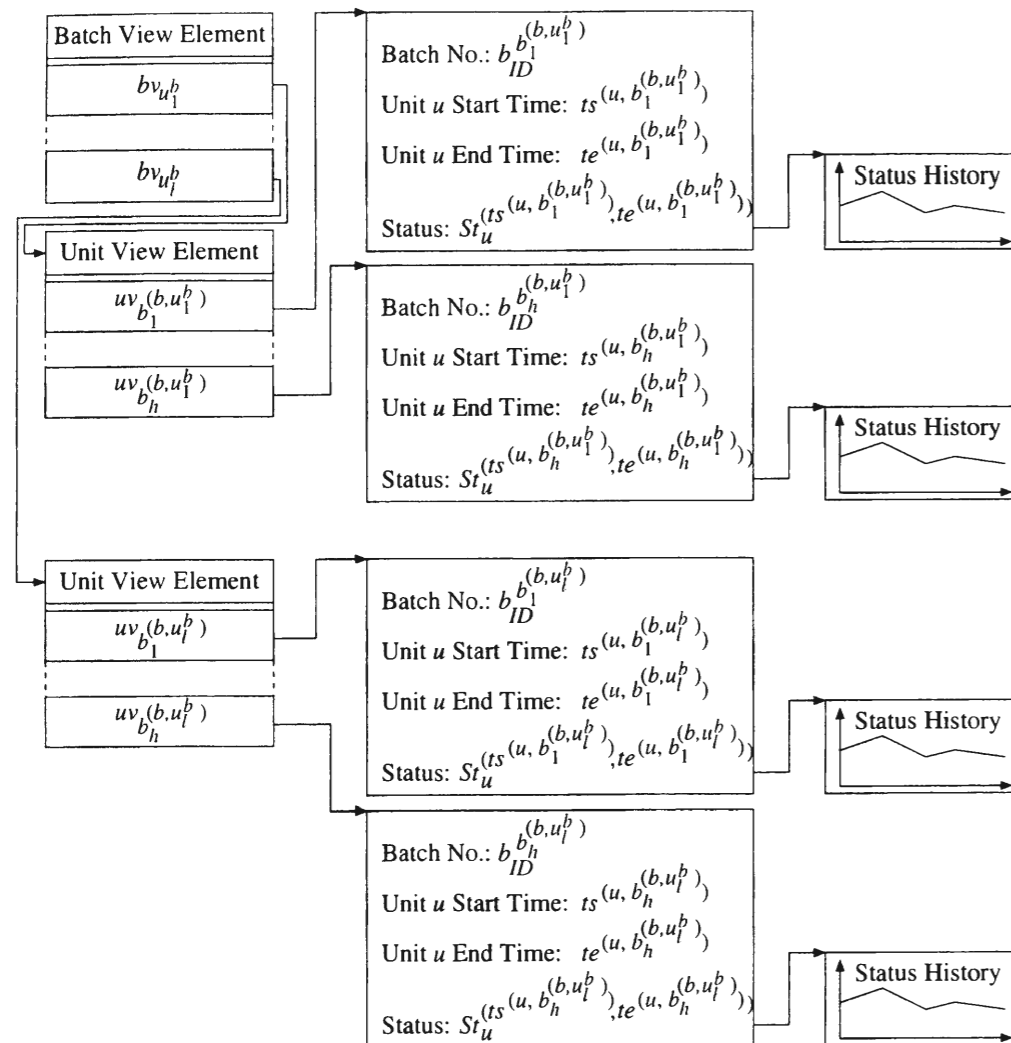 Batch View Element
bv_{u_1^b}
bv_{u_l^b}
Unit View Element
uv_{b_1^{(b,u_1^b)}}
uv_{b_h^{(b,u_1^b)}}
Batch No.: b_{ID}^{b_1^{(b,u_1^b)}}
Unit u Start Time: ts^{(u, b_1^{(b,u_1^b)})}
Unit u End Time: te^{(u, b_1^{(b,u_1^b)})}
Status: St_u^{(ts^{(u, b_1^{(b,u_1^b)})},te^{(u, b_1^{(b,u_1^b)})})}
Status History
Batch No.: b_{ID}^{b_h^{(b,u_1^b)}}
Unit u Start Time: ts^{(u, b_h^{(b,u_1^b)})}
Unit u End Time: te^{(u, b_h^{(b,u_1^b)})}
Status: St_u^{(ts^{(u, b_h^{(b,u_1^b)})},te^{(u, b_h^{(b,u_1^b)})})}
Status History
Unit View Element
uv_{b_1^{(b,u_l^b)}}
uv_{b_h^{(b,u_l^b)}}
Batch No.: b_{ID}^{b_1^{(b,u_l^b)}}
Unit u Start Time: ts^{(u, b_1^{(b,u_l^b)})}
Unit u End Time: te^{(u, b_1^{(b,u_l^b)})}
Status: St_u^{(ts^{(u, b_1^{(b,u_l^b)})},te^{(u, b_1^{(b,u_l^b)})})}
Status History
Batch No.: b_{ID}^{b_h^{(b,u_l^b)}}
Unit u Start Time: ts^{(u, b_h^{(b,u_l^b)})}
Unit u End Time: te^{(u, b_h^{(b,u_l^b)})}
Status: St_u^{(ts^{(u, b_h^{(b,u_l^b)})},te^{(u, b_h^{(b,u_l^b)})})}
Status History